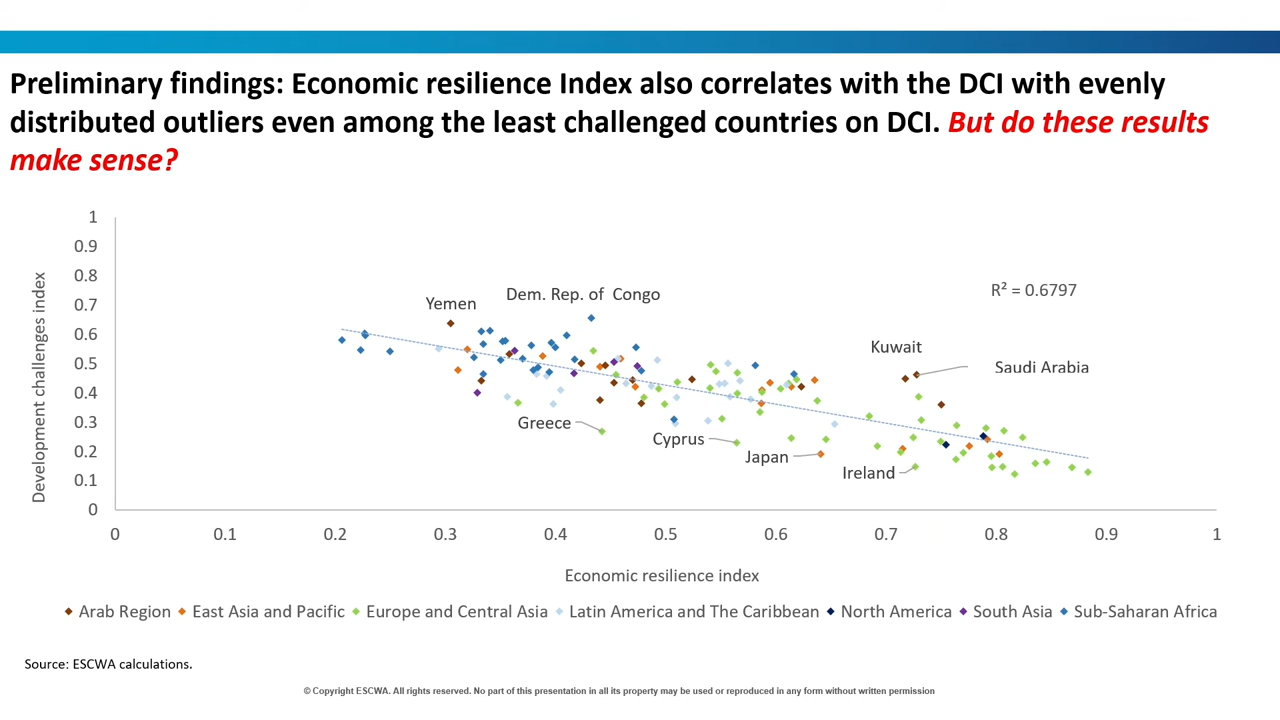 Preliminary findings: Economic resilience Index also correlates with the DCI with evenly
distributed outliers even among the least challenged countries on DCI. But do these results
make sense?
1
0.9
0.8
0.7
0.6
0.5
0.4
0.3
0.2
0.1
0
Development challenges index
Yemen
Dem. Rep. of Congo
R² = 0.6797
Kuwait
Saudi Arabia
Greece
Cyprus
Japan
Ireland
0 0.1 0.2 0.3 0.4 0.5 0.6 0.7 0.8 0.9 1
Economic resilience index
Arab Region East Asia and Pacific Europe and Central Asia Latin America and The Caribbean North America South Asia Sub-Saharan Africa
Source: ESCWA calculations.
© Copyright ESCWA. All rights reserved. No part of this presentation in all its property may be used or reproduced in any form without written permission